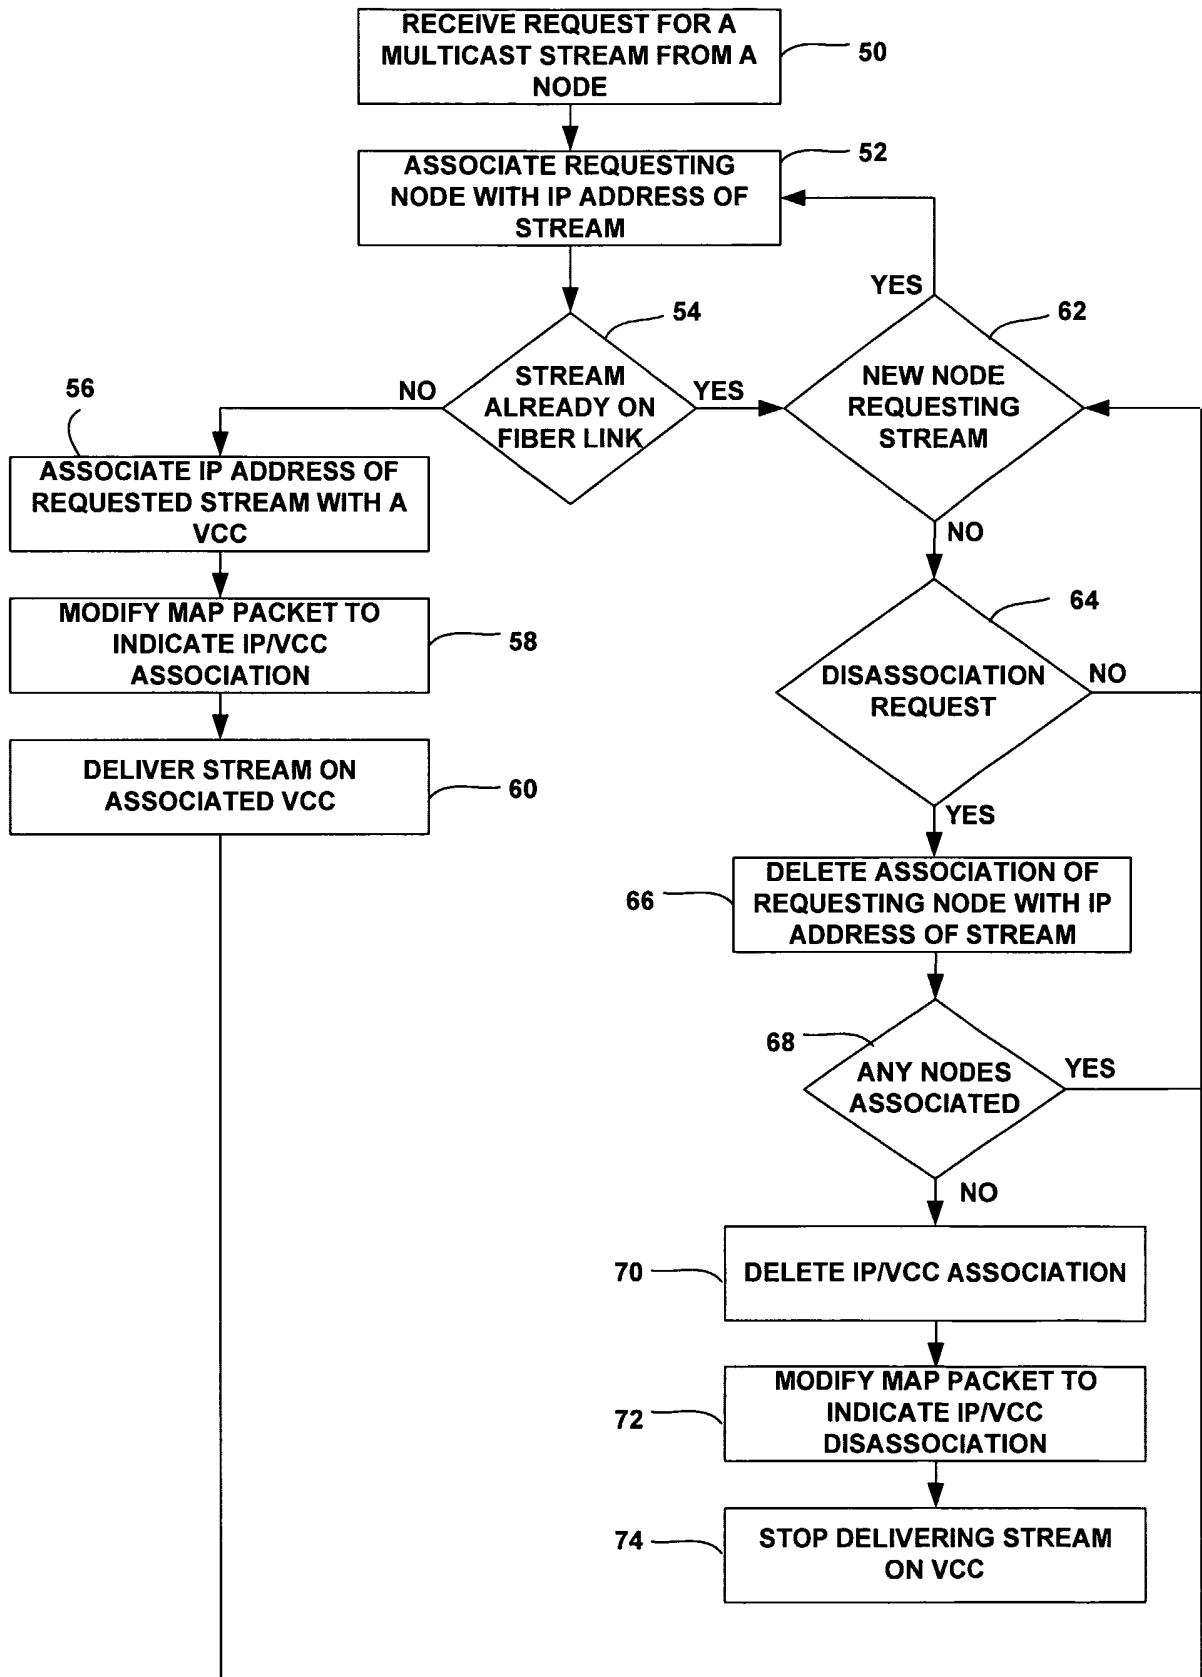 RECEIVE REQUEST FOR A
MULTICAST STREAM FROM A
NODE
50
ASSOCIATE REQUESTING
NODE WITH IP ADDRESS OF
STREAM
52
STREAM
ALREADY ON
FIBER LINK
54
NO
YES
56
ASSOCIATE IP ADDRESS OF
REQUESTED STREAM WITH A
VCC
MODIFY MAP PACKET TO
INDICATE IP/VCC
ASSOCIATION
58
DELIVER STREAM ON
ASSOCIATED VCC
60
YES
62
NEW NODE
REQUESTING
STREAM
NO
64
DISASSOCIATION
REQUEST
NO
YES
66
DELETE ASSOCIATION OF
REQUESTING NODE WITH IP
ADDRESS OF STREAM
68
ANY NODES
ASSOCIATED
YES
NO
70
DELETE IP/VCC ASSOCIATION
72
MODIFY MAP PACKET TO
INDICATE IP/VCC
DISASSOCIATION
74
STOP DELIVERING STREAM
ON VCC